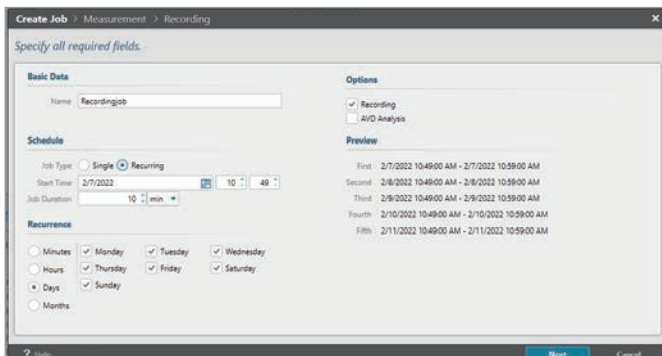 Create Job > Measurement > Recording
Specify all required fields.
Basic Data
Name Recordingjob
Schedule
Job Type Single Recurring
Start Time 2/7/2022 10 49
Job Duration 10 min
Recurrence
Minutes Monday Tuesday Wednesday
Hours Thursday Friday Saturday
Days Sunday
Months
Options
Recording
AVD Analysis
Preview
First 2/7/2022 10:49:00 AM - 2/7/2022 10:59:00 AM
Second 2/8/2022 10:49:00 AM - 2/8/2022 10:59:00 AM
Third 2/9/2022 10:49:00 AM - 2/9/2022 10:59:00 AM
Fourth 2/10/2022 10:49:00 AM - 2/10/2022 10:59:00 AM
Fifth 2/11/2022 10:49:00 AM - 2/11/2022 10:59:00 AM
? Help Next Cancel